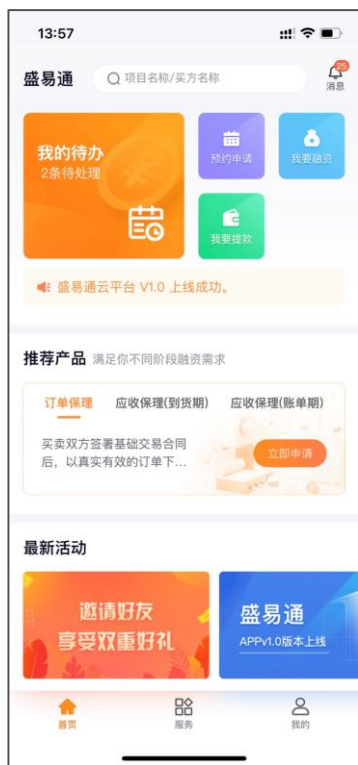 13:57
盛易通
项目名称/买方名称
25
消息
我的待办
2条待处理
预约申请
我要融资
我要提款
盛易通云平台 V1.0 上线成功。
推荐产品 满足你不同阶段融资需求
订单保理 应收保理(到货期) 应收保理(账单期)
买卖双方签署基础交易合同
后，以真实有效的订单下...
立即申请
最新活动
邀请好友
享受双重好礼
盛易通
APPv1.0版本上线
首页 服务 我的